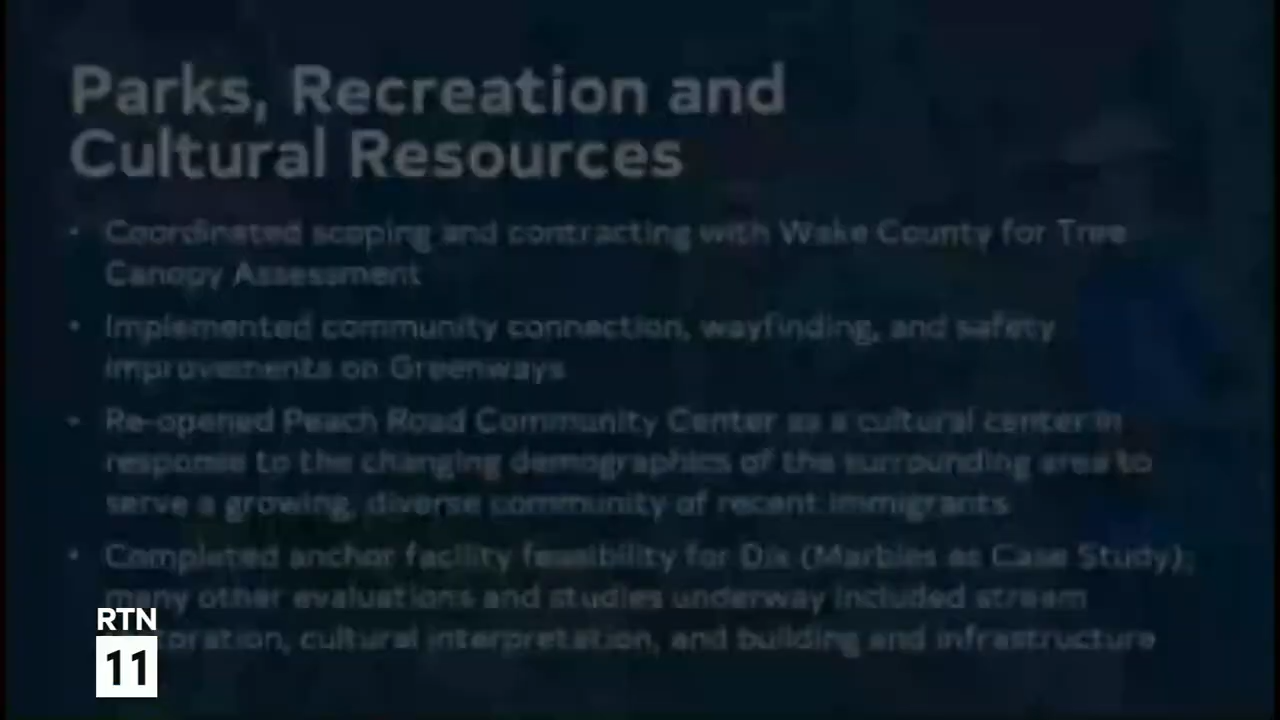 Parks, Recreation and
Cultural Resources
• Coordinated scoping and contracting with Wake County for Tree
Canopy Assessment
• Implemented community connection, wayfinding, and safety
improvements on Greenways
• Re-opened Peach Road Community Center as a cultural center in
response to the changing demographics of the surrounding area to
serve a growing, diverse community of recent immigrants
• Completed anchor facility feasibility for Dix (Marbles as Case Study);
many other evaluations and studies underway included stream
cultural interpretation, and building and infrastructure
RTN
11